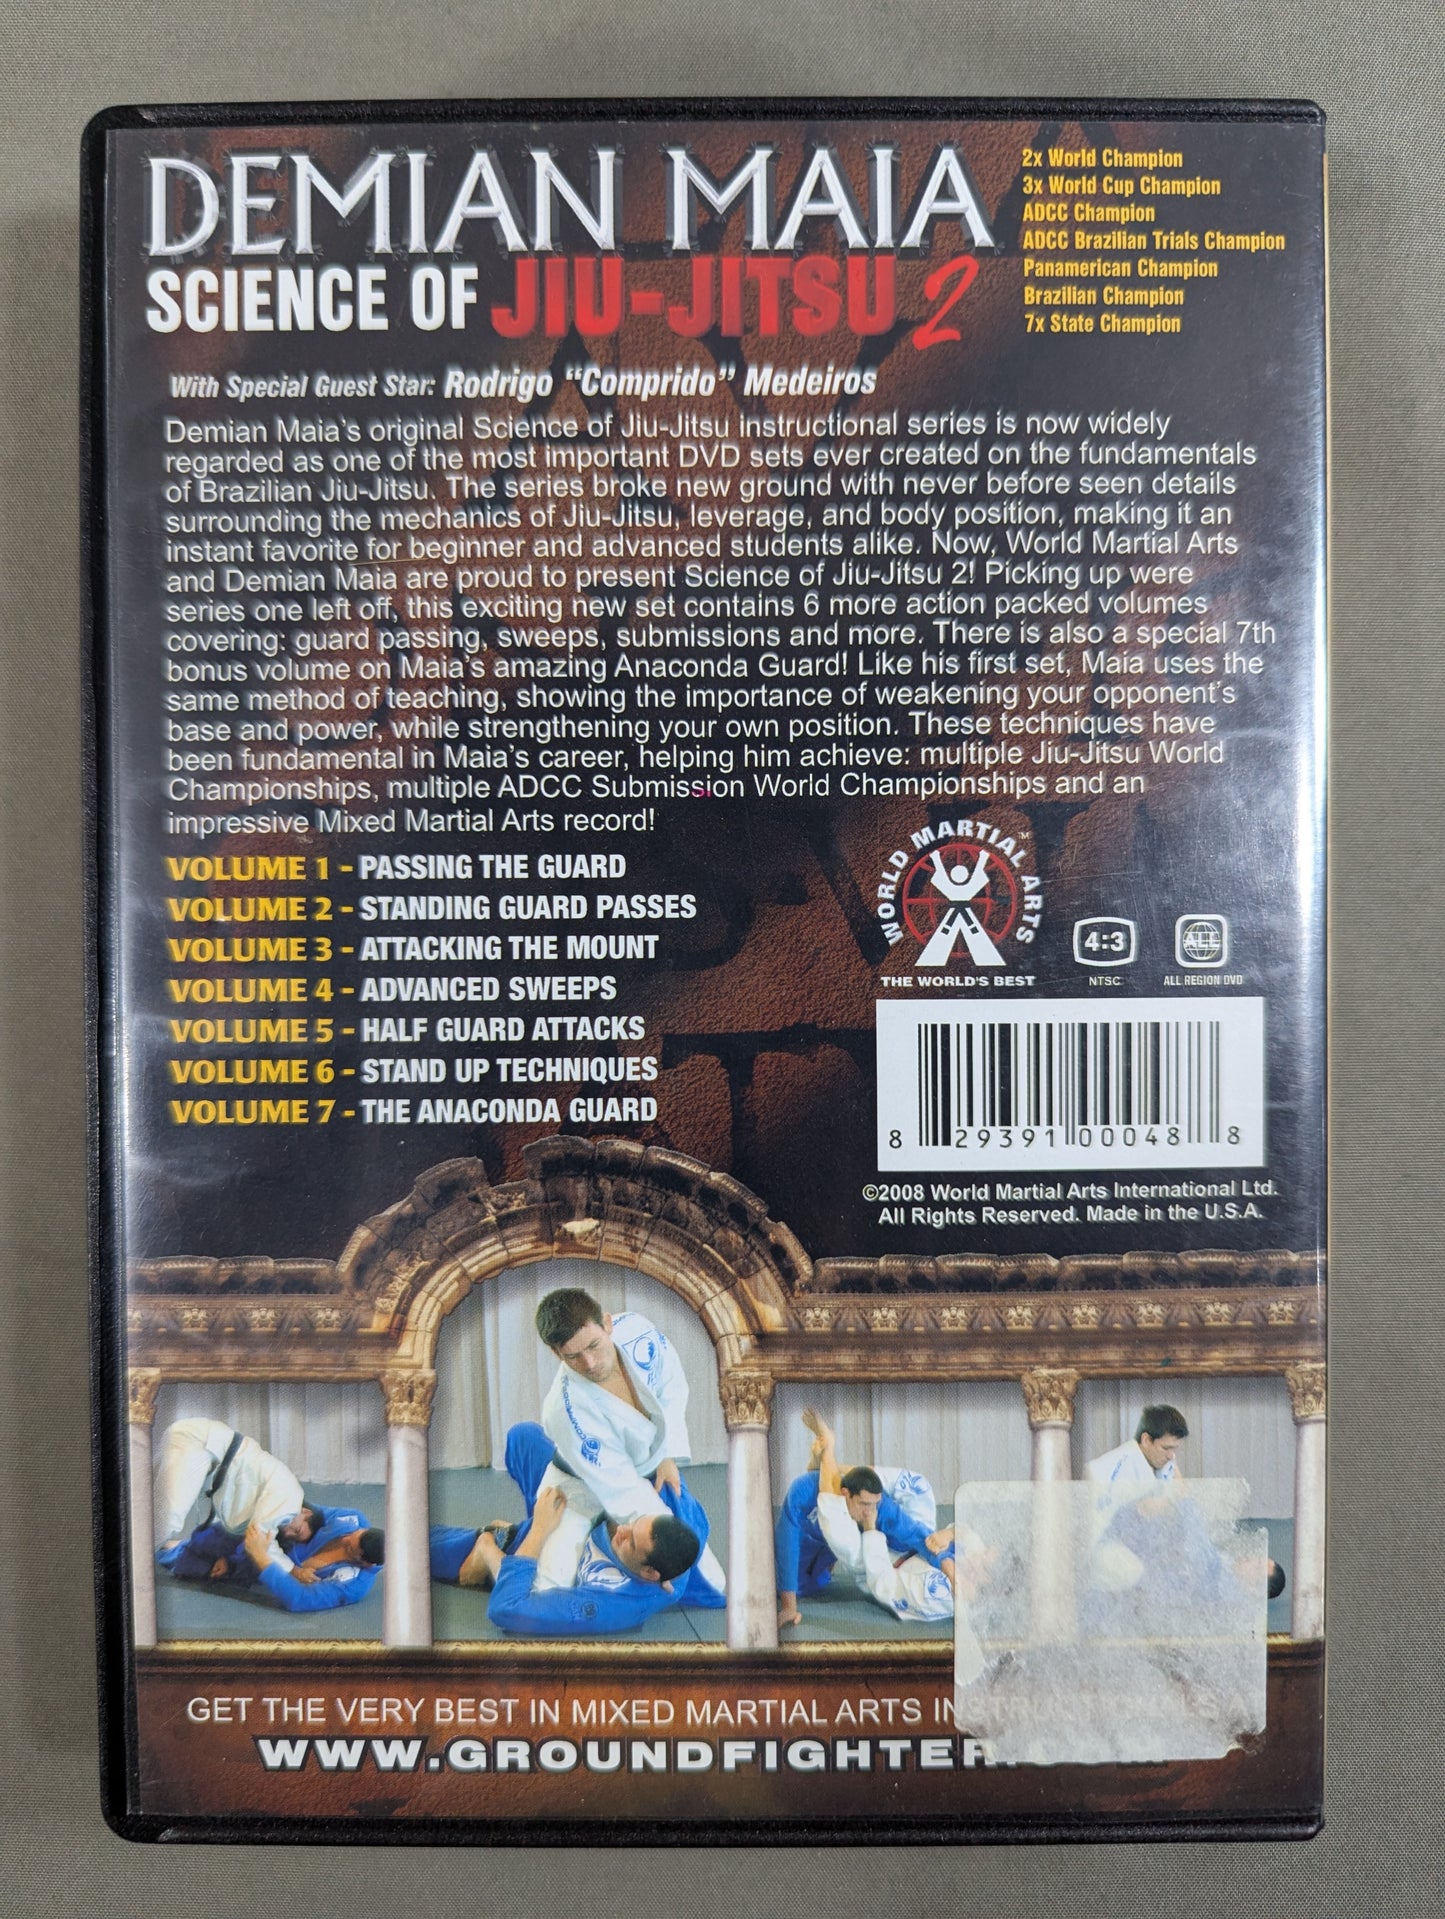 DEMIAN MAIA
SCIENCE OF JIU-JITSU 2
2x World Champion
3x World Cup Champion
ADCC Champion
ADCC Brazilian Trials Champion
Panamerican Champion
Brazilian Champion
7x State Champion
With Special Guest Star: Rodrigo “Comprido” Medeiros
Demian Maia's original Science of Jiu-Jitsu instructional series is now widely
regarded as one of the most important DVD sets ever created on the fundamentals
of Brazilian Jiu-Jitsu. The series broke new ground with never before seen details
surrounding the mechanics of Jiu-Jitsu, leverage, and body position, making it an
instant favorite for beginner and advanced students alike. Now, World Martial Arts
and Demian Maia are proud to present Science of Jiu-Jitsu 2! Picking up were
series one left off, this exciting new set contains 6 more action packed volumes
covering: guard passing, sweeps, submissions and more. There is also a special 7th
bonus volume on Maia's amazing Anaconda Guard! Like his first set, Maia uses the
same method of teaching, showing the importance of weakening your opponent's
base and power, while strengthening your own position. These techniques have
been fundamental in Maia's career, helping him achieve: multiple Jiu-Jitsu World
Championships, multiple ADCC Submission World Championships and an
impressive Mixed Martial Arts record!
VOLUME 1 - PASSING THE GUARD
VOLUME 2 - STANDING GUARD PASSES
VOLUME 3 - ATTACKING THE MOUNT
VOLUME 4 - ADVANCED SWEEPS
VOLUME 5 - HALF GUARD ATTACKS
VOLUME 6 - STAND UP TECHNIQUES
VOLUME 7 - THE ANACONDA GUARD
WORLD MARTIAL ARTS TM
THE WORLD'S BEST
4:3
NTSC
ALL
ALL REGION DVD
8 29391 00048 8
©2008 World Martial Arts International Ltd.
All Rights Reserved. Made in the U.S.A.
GET THE VERY BEST IN MIXED MARTIAL ARTS
WWW.GROUNDFIGHTER